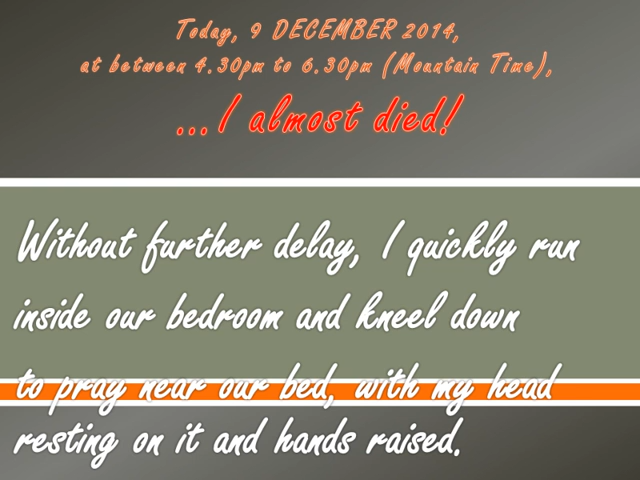 Today, 9 DECEMBER 2014,
at between 4.30pm to 6.30pm (Mountain Time),
...I almost died!
Without further delay, I quickly run
inside our bedroom and kneel down
to pray near our bed, with my head
resting on it and hands raised.